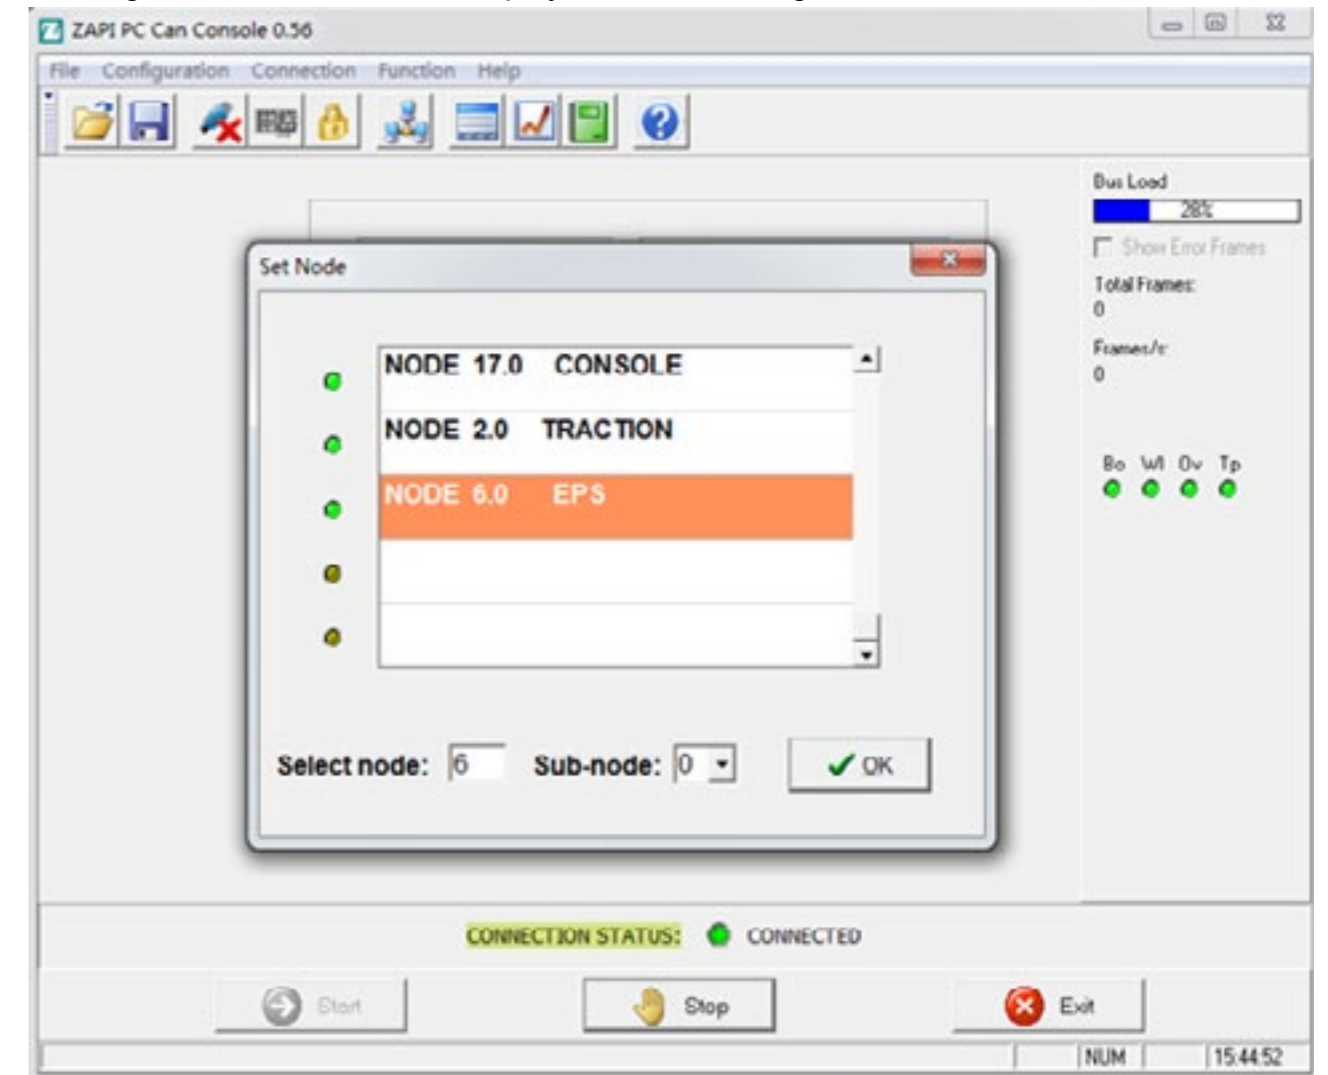 ZAPI PC Can Console 0.56
File Configuration Connection Function Help
Bus Load
28%
Show Error Frames
Total Frames:
0
Frames/s:
0
Bo Wl Ov Tp
Set Node
NODE 17.0 CONSOLE
NODE 2.0 TRACTION
NODE 6.0 EPS
Select node: 6 Sub-node: 0 OK
CONNECTION STATUS: CONNECTED
Start Stop Exit
NUM 15:44:52